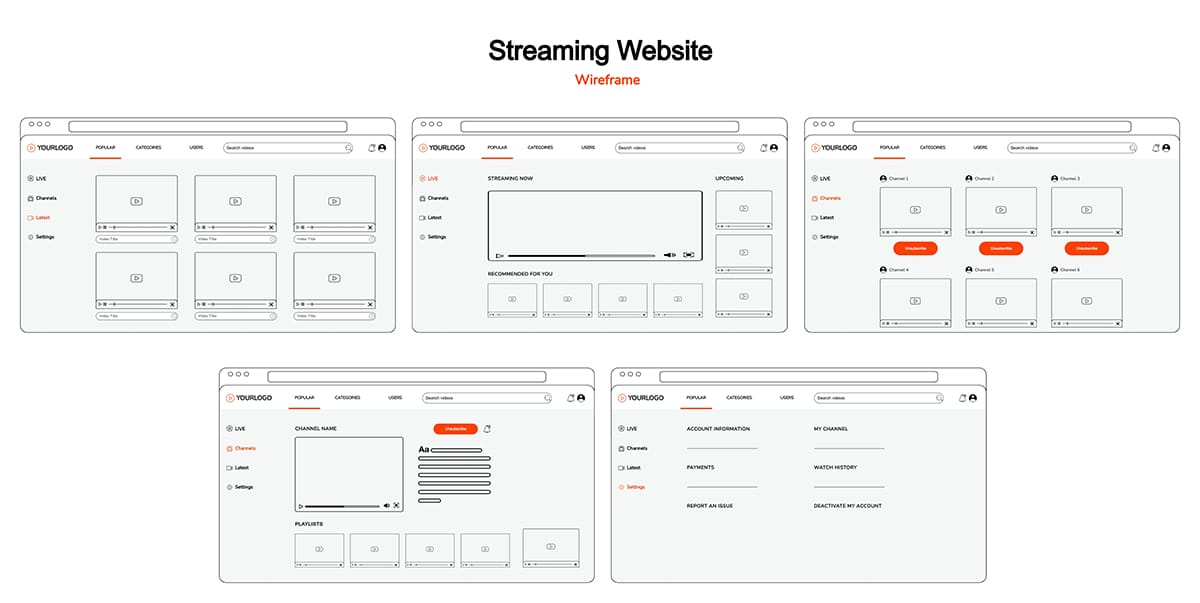 Streaming Website
Wireframe
YOURLOGO POPULAR CATEGORIES USERS Search videos
LIVE
Channels
Latest
Settings
Video Title Video Title Video Title
Video Title Video Title Video Title
YOURLOGO POPULAR CATEGORIES USERS Search videos
LIVE STREAMING NOW UPCOMING
Channels
Latest
Settings
RECOMMENDED FOR YOU
YOURLOGO POPULAR CATEGORIES USERS Search videos
LIVE Channel 1 Channel 2 Channel 3
Channels
Latest
Settings
Unsubscribe Unsubscribe Unsubscribe
Channel 4 Channel 5 Channel 6
YOURLOGO POPULAR CATEGORIES USERS Search videos
LIVE CHANNEL NAME Unsubscribe
Channels Aa
Latest
Settings
PLAYLISTS
YOURLOGO POPULAR CATEGORIES USERS Search videos
LIVE ACCOUNT INFORMATION MY CHANNEL
Channels
Latest PAYMENTS WATCH HISTORY
Settings
REPORT AN ISSUE DEACTIVATE MY ACCOUNT